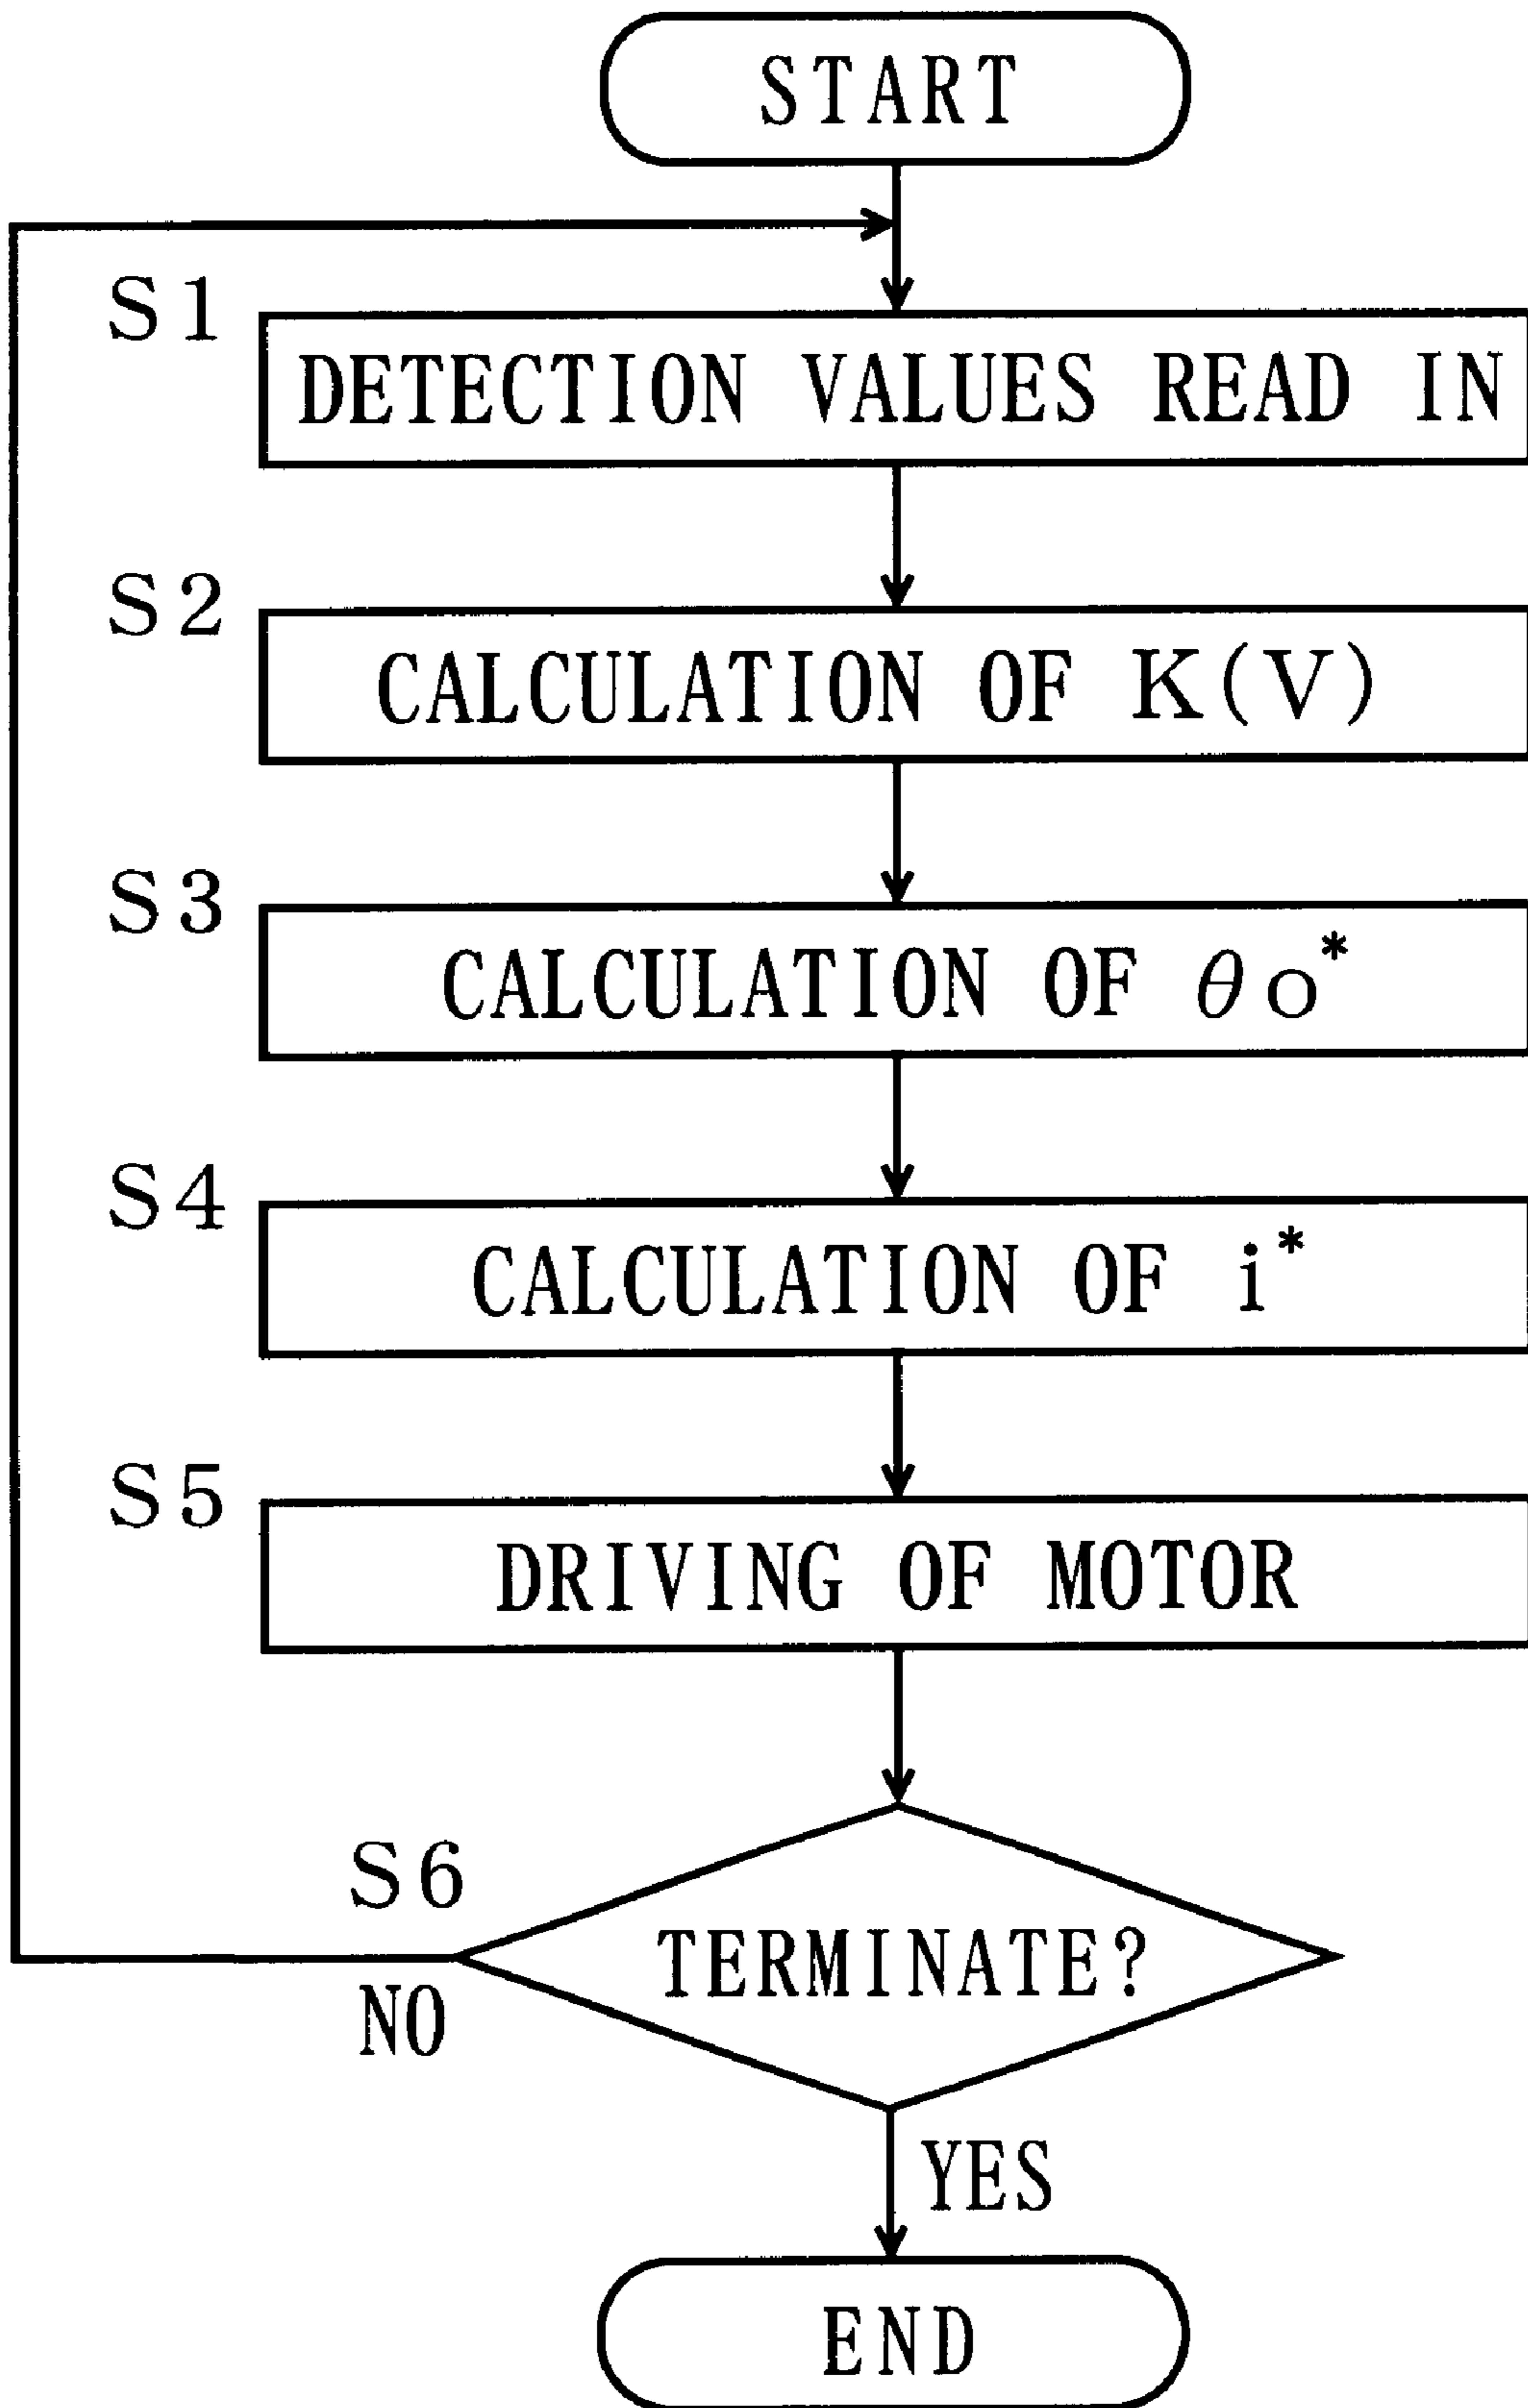 START
S1
DETECTION VALUES READ IN
S2
CALCULATION OF K(V)
S3
CALCULATION OF θo*
S4
CALCULATION OF i*
S5
DRIVING OF MOTOR
S6
TERMINATE?
NO
YES
END